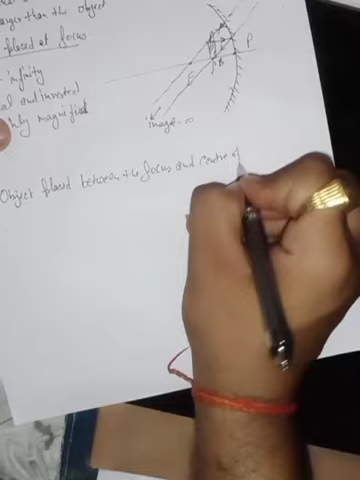 larger than the object
placed at focus
- infinity
al and inverted
hly magnified
P
image - ∞
Object placed between the focus and centre of